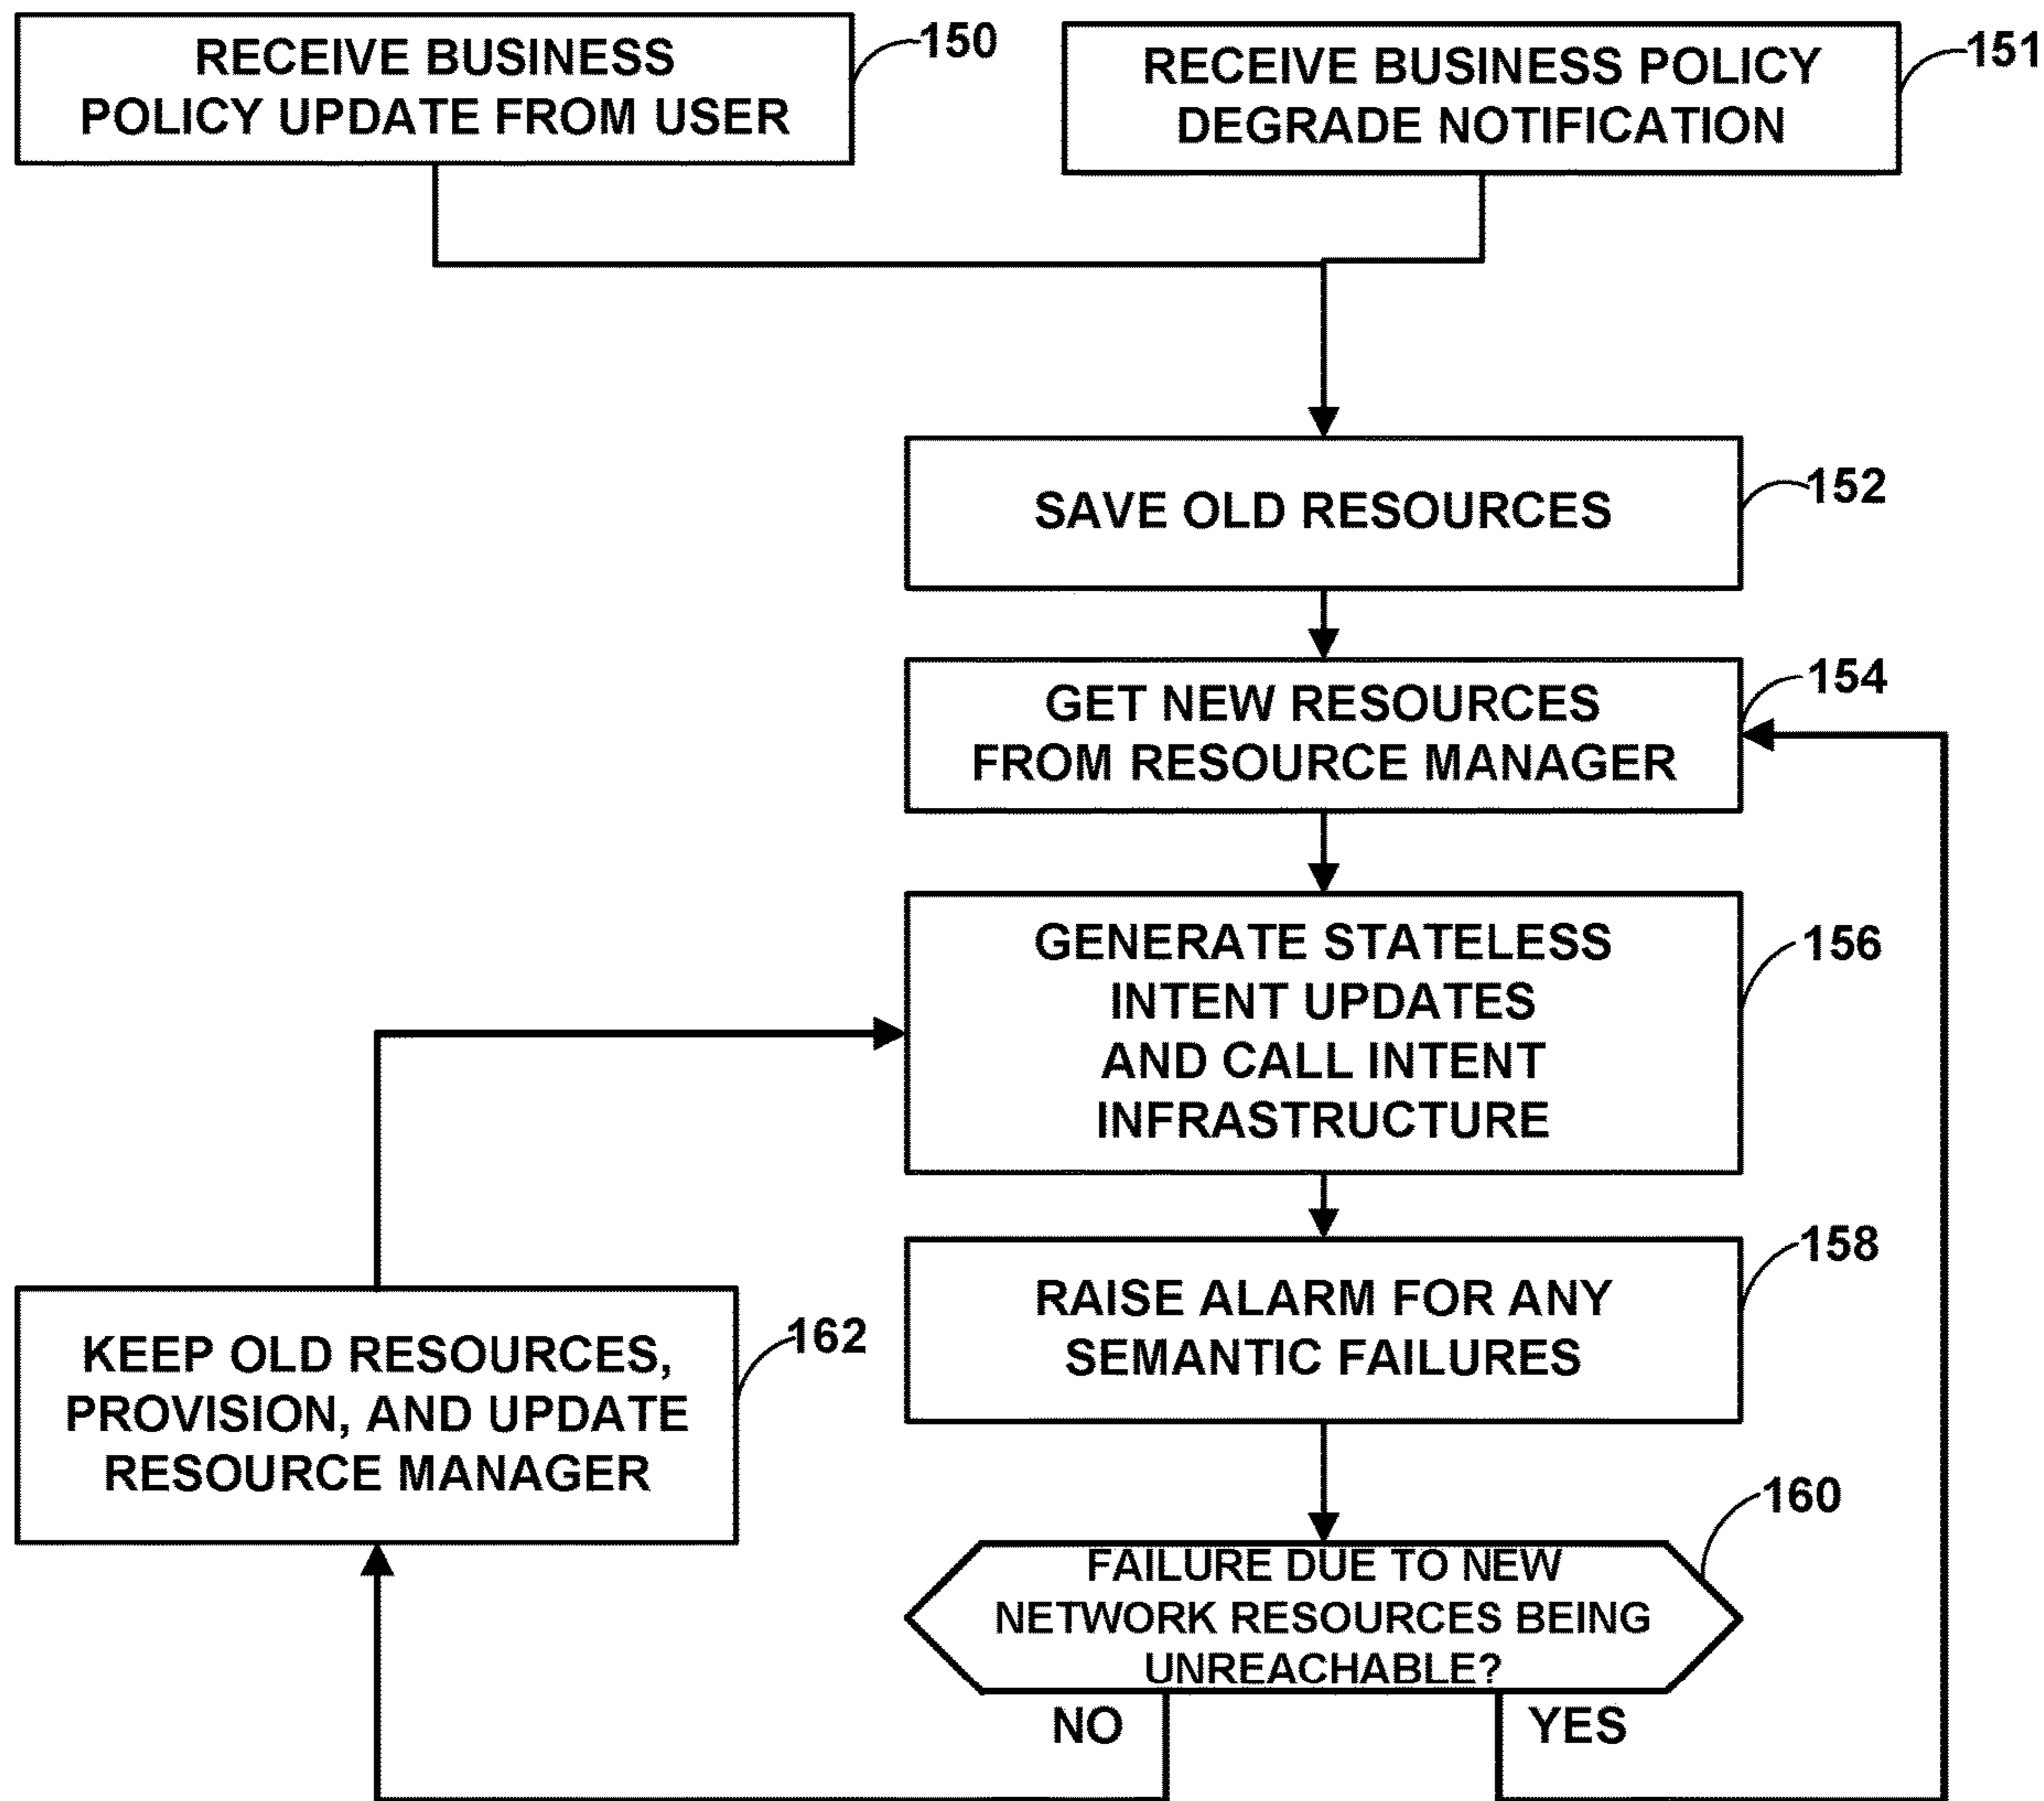 RECEIVE BUSINESS
POLICY UPDATE FROM USER
150
RECEIVE BUSINESS POLICY
DEGRADE NOTIFICATION
151
SAVE OLD RESOURCES
152
GET NEW RESOURCES
FROM RESOURCE MANAGER
154
GENERATE STATELESS
INTENT UPDATES
AND CALL INTENT
INFRASTRUCTURE
156
RAISE ALARM FOR ANY
SEMANTIC FAILURES
158
KEEP OLD RESOURCES,
PROVISION, AND UPDATE
RESOURCE MANAGER
162
FAILURE DUE TO NEW
NETWORK RESOURCES BEING
UNREACHABLE?
160
NO
YES